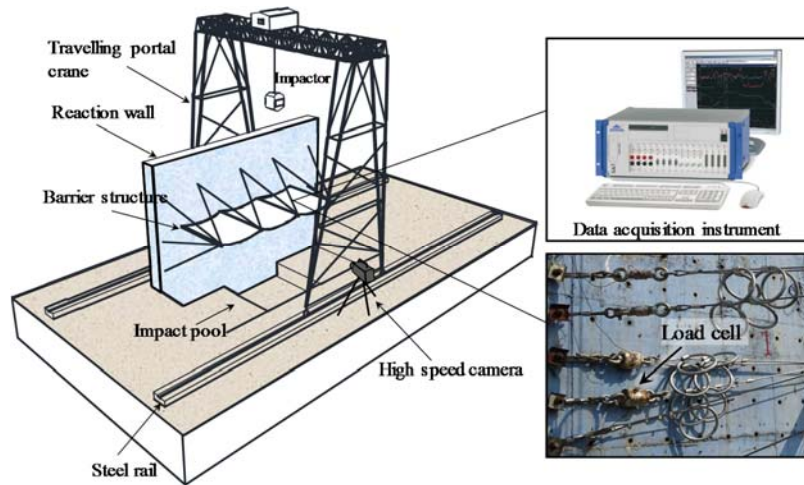 Travelling portal
crane
Impactor
Reaction wall
Barrier structure
Data acquisition instrument
Impact pool
Load cell
High speed camera
Steel rail